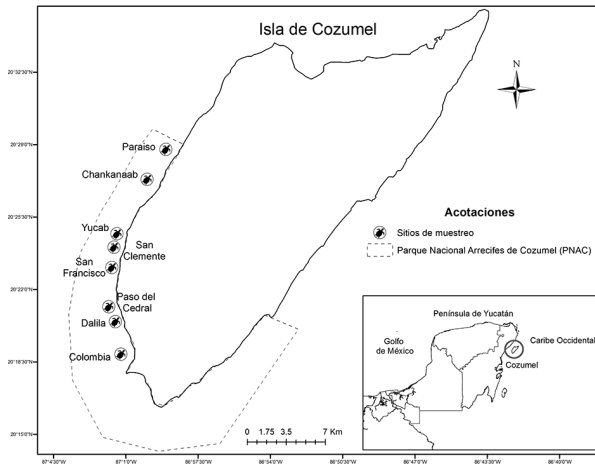 Isla de Cozumel
N
20°32'30"N
20°29'0"N
20°25'30"N
20°22'0"N
20°18'30"N
20°15'0"N
Paraiso
Chankanaab
Yucab
San
Clemente
San
Francisco
Paso del
Cedral
Dalila
Colombia
Acotaciones
Sitios de muestreo
Parque Nacional Arrecifes de Cozumel (PNAC)
Península de Yucatán
Golfo
de México
Caribe Occidental
Cozumel
0 1.75 3.5 7 Km
87°4'30"W
87°1'0"W
86°57'30"W
86°54'0"W
86°50'30"W
86°47'0"W
86°43'30"W
86°40'0"W